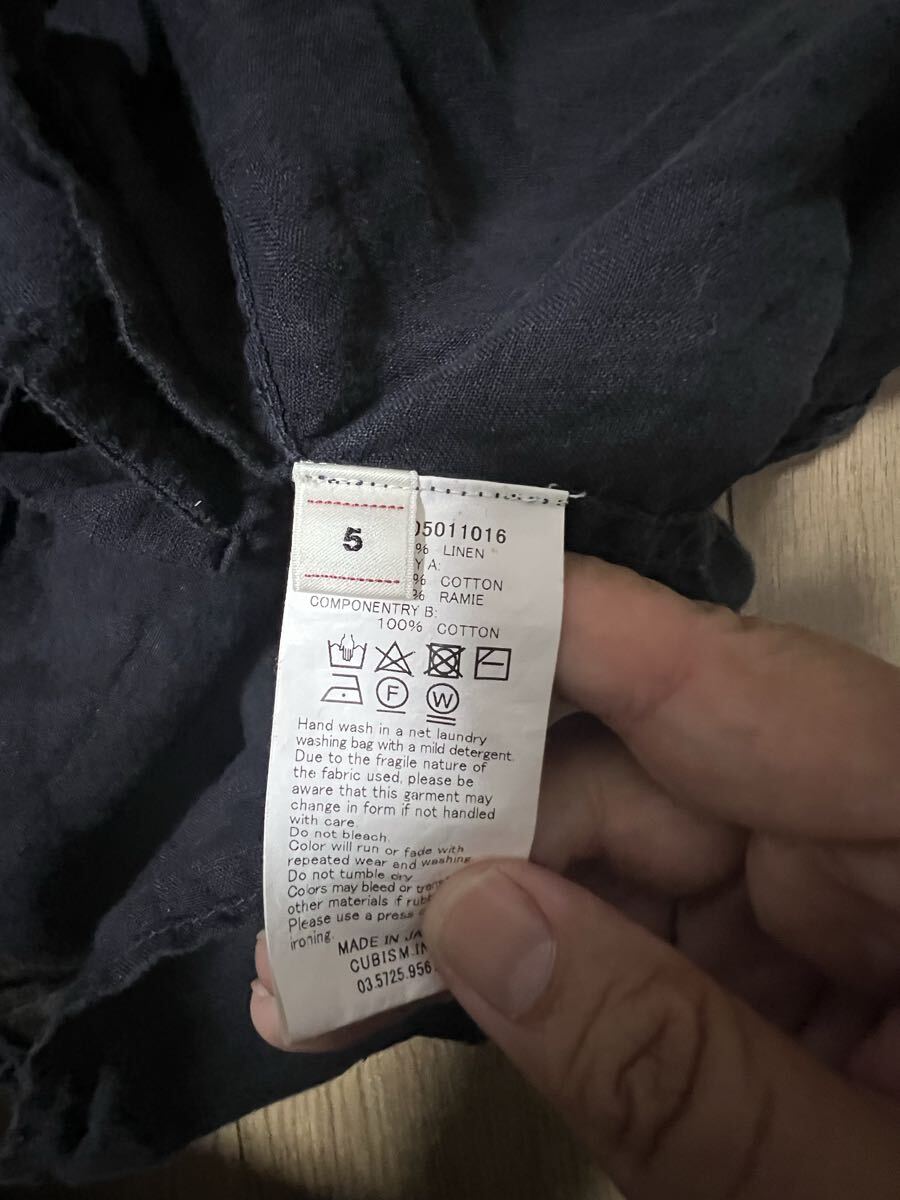 5
05011016
% LINEN
Y A:
% COTTON
% RAMIE
COMPONENTRY B:
100% COTTON
F W
Hand wash in a net laundry
washing bag with a mild detergent.
Due to the fragile nature of
the fabric used, please be
aware that this garment may
change in form if not handled
with care.
Do not bleach.
Color will run or fade with
repeated wear and washing
Do not tumble dry
Colors may bleed or
other materials if
Please use a press
ironing.
MADE IN
CUBISM.
03.5725.956